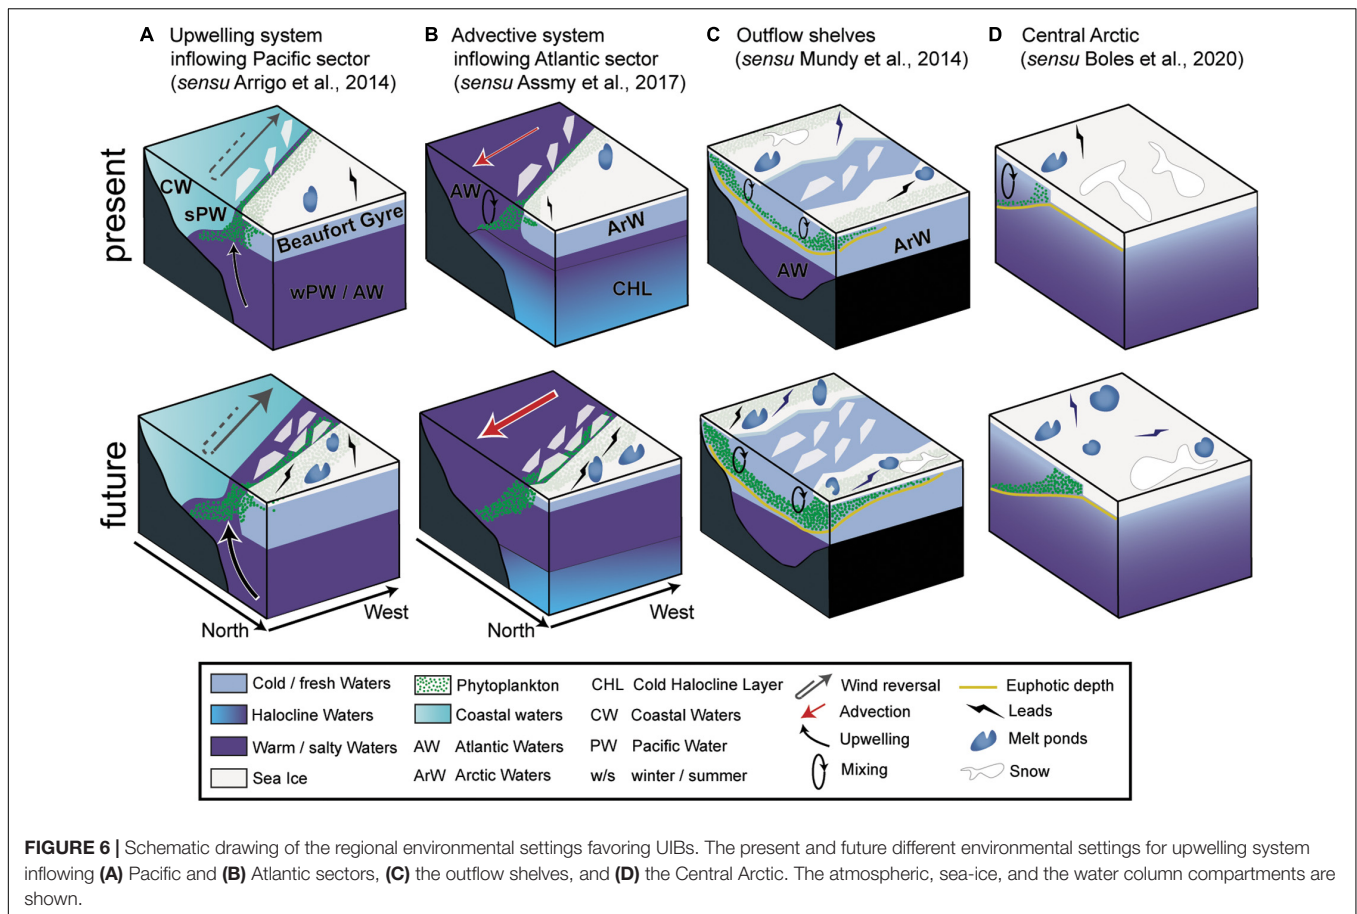 A Upwelling system
inflowing Pacific sector
(sensu Arrigo et al., 2014)
B Advective system
inflowing Atlantic sector
(sensu Assmy et al., 2017)
C Outflow shelves
(sensu Mundy et al., 2014)
D Central Arctic
(sensu Boles et al., 2020)
present
CW
sPW
Beaufort Gyre
wPW / AW
AW
ArW
CHL
AW
ArW
future
North
West
North
West
Cold / fresh Waters
Halocline Waters
Warm / salty Waters
Sea Ice
Phytoplankton
Coastal waters
AW Atlantic Waters
ArW Arctic Waters
CHL Cold Halocline Layer
CW Coastal Waters
PW Pacific Water
w/s winter / summer
Wind reversal
Advection
Upwelling
Mixing
Euphotic depth
Leads
Melt ponds
Snow
FIGURE 6 | Schematic drawing of the regional environmental settings favoring UIBs. The present and future different environmental settings for upwelling system
inflowing (A) Pacific and (B) Atlantic sectors, (C) the outflow shelves, and (D) the Central Arctic. The atmospheric, sea-ice, and the water column compartments are
shown.